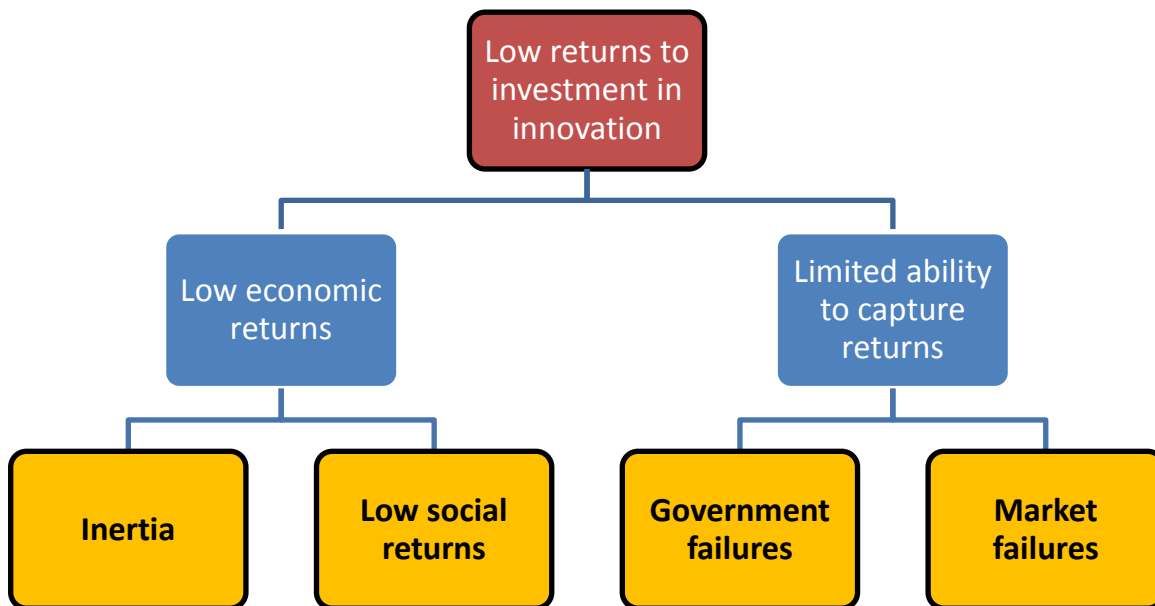 Low returns to
investment in
innovation
Low economic
returns
Limited ability
to capture
returns
Inertia
Low social
returns
Government
failures
Market
failures